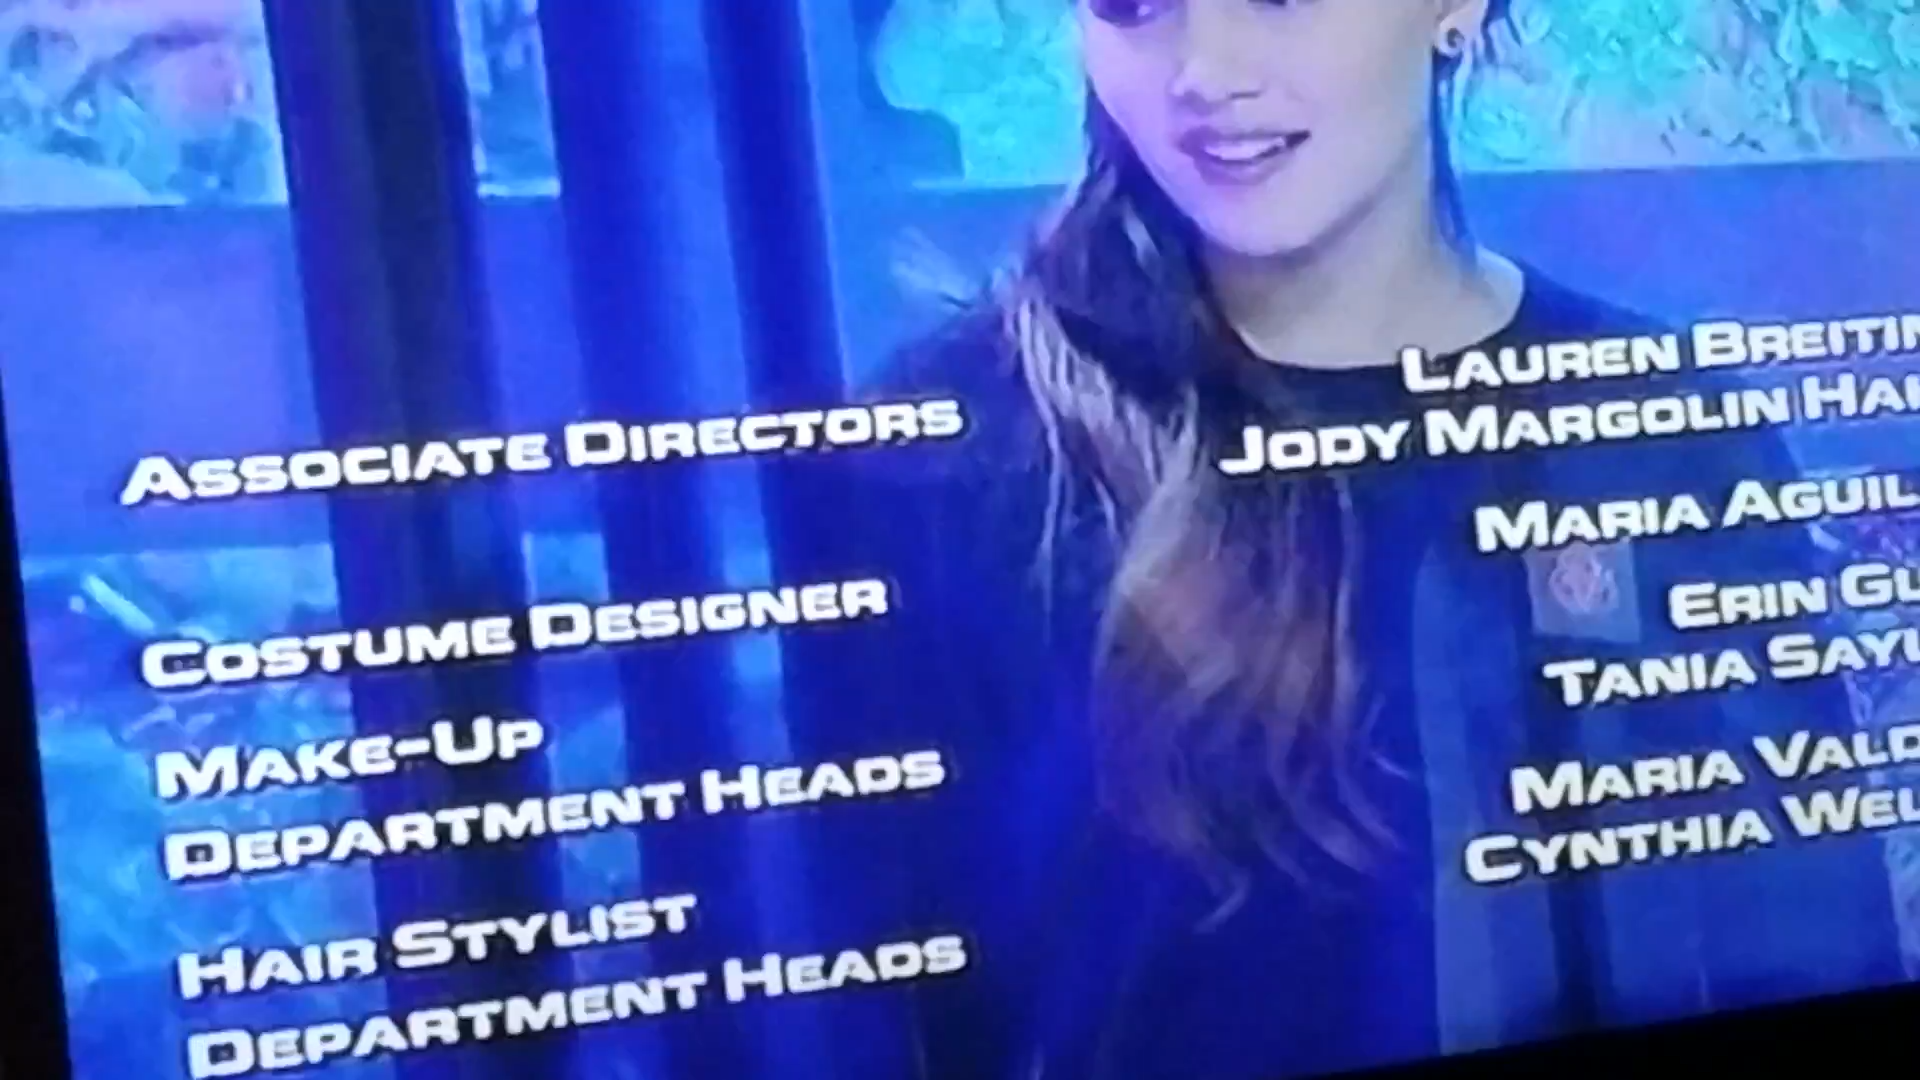 LAUREN
ASSOCIATE DIRECTORS JODY MARGOLIN
MARIA
COSTUME DESIGNER ERIN
TANIA
MAKE-UP MARIA
DEPARTMENT HEADS CYNTHIA
HAIR STYLIST
DEPARTMENT HEADS